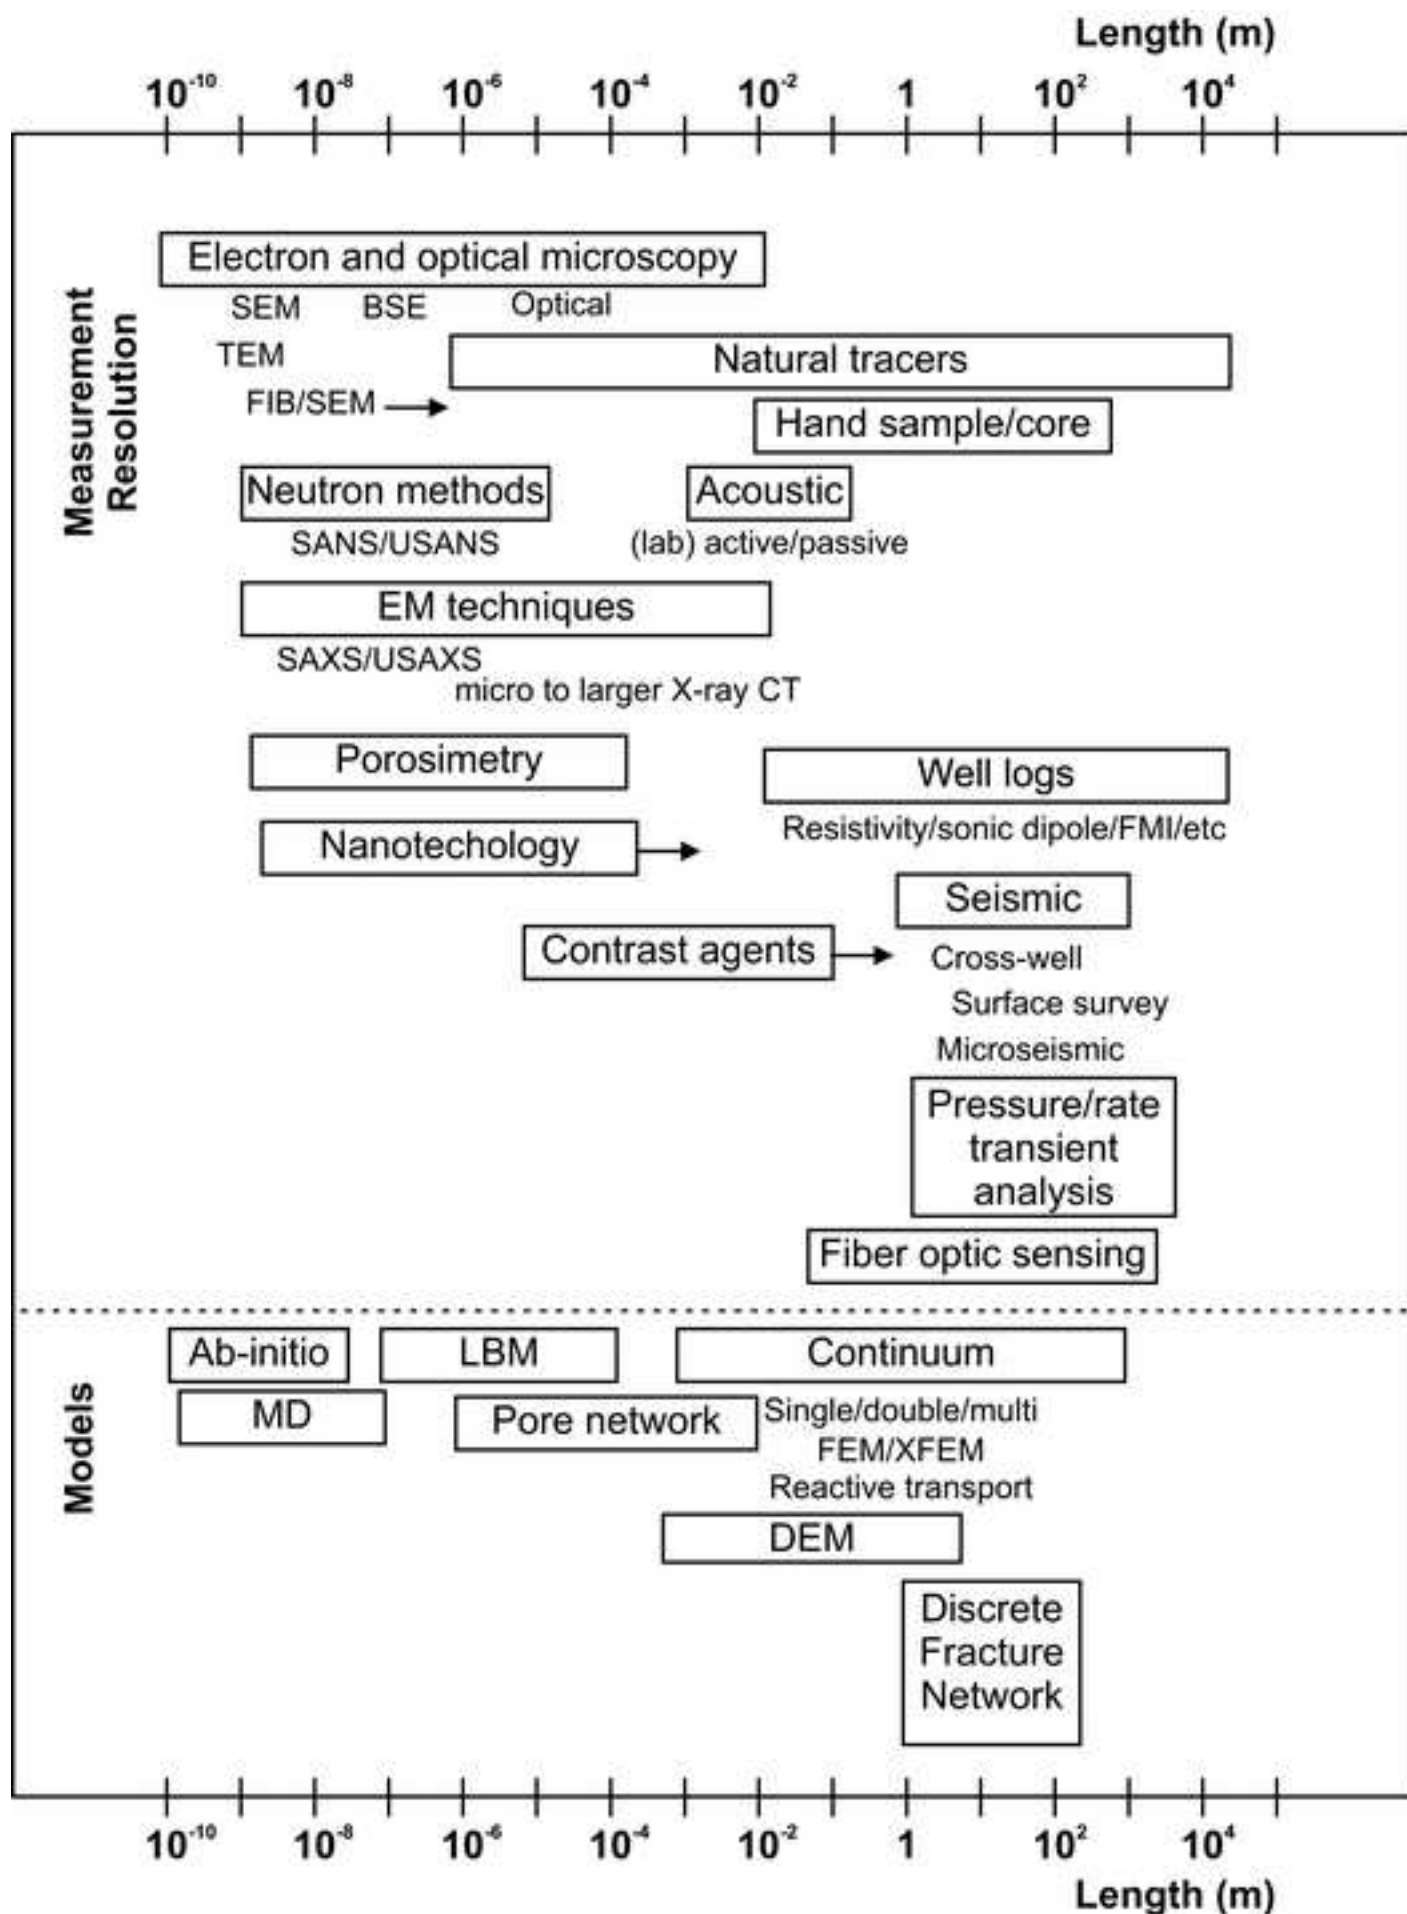 Length (m)
10-10 10-8 10-6 10-4 10-2 1 102 104
Measurement
Resolution
Electron and optical microscopy
SEM BSE Optical
TEM
Natural tracers
FIB/SEM
Hand sample/core
Neutron methods
Acoustic
SANS/USANS
(lab) active/passive
EM techniques
SAXS/USAXS
micro to larger X-ray CT
Porosimetry
Well logs
Resistivity/sonic dipole/FMI/etc
Nanotechology
Seismic
Contrast agents
Cross-well
Surface survey
Microseismic
Pressure/rate
transient
analysis
Fiber optic sensing
Models
Ab-initio
LBM
Continuum
MD
Pore network
Single/double/multi
FEM/XFEM
Reactive transport
DEM
Discrete
Fracture
Network
10-10 10-8 10-6 10-4 10-2 1 102 104
Length (m)